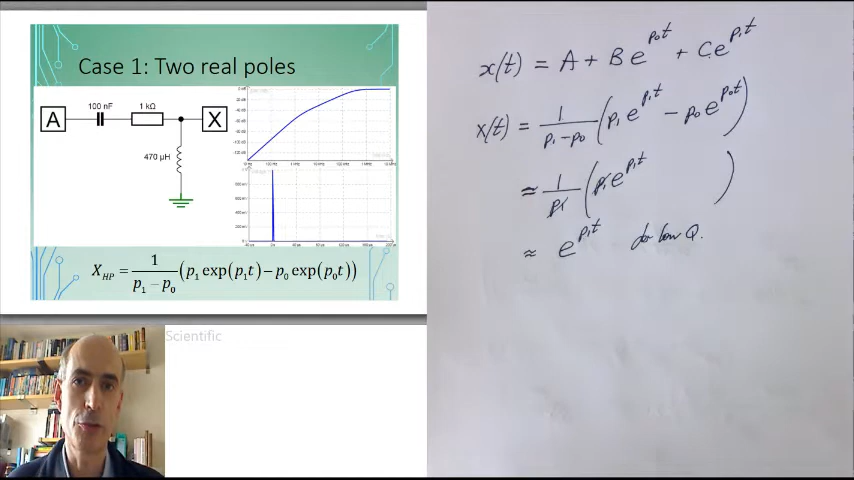 Case 1: Two real poles
A
100 nF
1 kΩ
X
470 μH
X_HP = 1/(p₁ − p₀) (p₁ exp(p₁t) − p₀ exp(p₀t))
Scientific
x(t) = A + B e^{p₀t} + C e^{p₁t}
x(t) = 1/(p₁ − p₀) (p₁ e^{p₁t} − p₀ e^{p₀t})
≈ 1/p₁ (p₁ e^{p₁t} )
≈ e^{p₁t} for low Q.